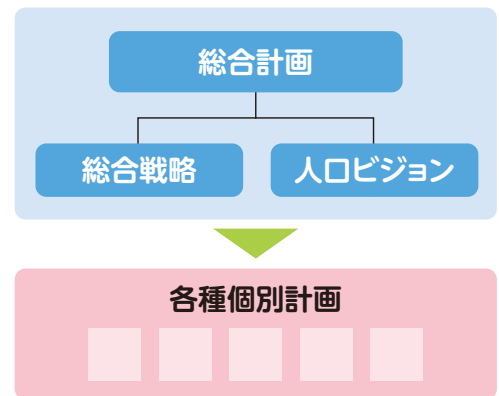 総合計画
総合戦略
人口ビジョン
各種個別計画